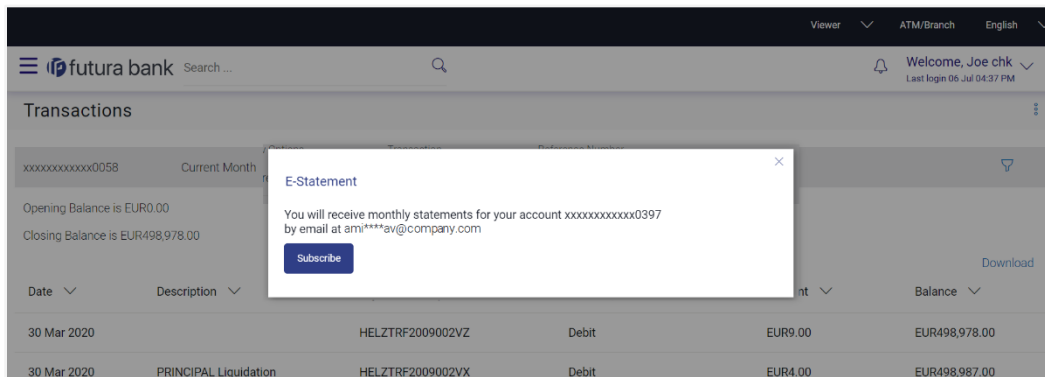 Viewer ATM/Branch English
futura bank Search ... Welcome, Joe chk
Last login 06 Jul 04:37 PM
Transactions
xxxxxxxxxxxx0058 Current Month
E-Statement
You will receive monthly statements for your account xxxxxxxxxxxx0397
by email at ami****av@company.com
Subscribe
Opening Balance is EUR0.00
Closing Balance is EUR498,978.00
Download
Date Description Balance
30 Mar 2020 HELZTRF2009002VZ Debit EUR9.00 EUR498,978.00
30 Mar 2020 PRINCIPAL Liquidation HELZTRF2009002VX Debit EUR4.00 EUR498,987.00